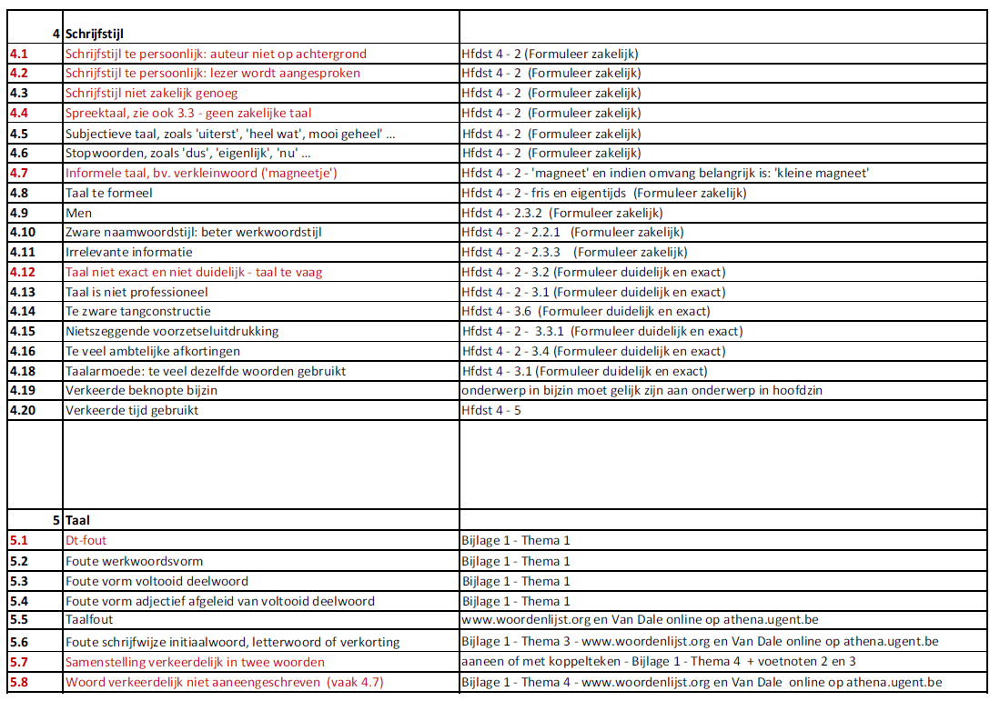 4 Schrijfstijl
4.1 Schrijfstijl te persoonlijk: auteur niet op achtergrond Hfdst 4 - 2 (Formuleer zakelijk)
4.2 Schrijfstijl te persoonlijk: lezer wordt aangesproken Hfdst 4 - 2 (Formuleer zakelijk)
4.3 Schrijfstijl niet zakelijk genoeg Hfdst 4 - 2 (Formuleer zakelijk)
4.4 Spreektaal, zie ook 3.3 - geen zakelijke taal Hfdst 4 - 2 (Formuleer zakelijk)
4.5 Subjectieve taal, zoals 'uiterst', 'heel wat', mooi geheel' ... Hfdst 4 - 2 (Formuleer zakelijk)
4.6 Stopwoorden, zoals 'dus', 'eigenlijk', 'nu' ... Hfdst 4 - 2 (Formuleer zakelijk)
4.7 Informele taal, bv. verkleinwoord ('magneetje') Hfdst 4 - 2 - 'magneet' en indien omvang belangrijk is: 'kleine magneet'
4.8 Taal te formeel Hfdst 4 - 2 - fris en eigentijds (Formuleer zakelijk)
4.9 Men Hfdst 4 - 2.3.2 (Formuleer zakelijk)
4.10 Zware naamwoordstijl: beter werkwoordstijl Hfdst 4 - 2 - 2.2.1 (Formuleer zakelijk)
4.11 Irrelevante informatie Hfdst 4 - 2 - 2.3.3 (Formuleer zakelijk)
4.12 Taal niet exact en niet duidelijk - taal te vaag Hfdst 4 - 2 - 3.2 (Formuleer duidelijk en exact)
4.13 Taal is niet professioneel Hfdst 4 - 2 - 3.1 (Formuleer duidelijk en exact)
4.14 Te zware tangconstructie Hfdst 4 - 3.6 (Formuleer duidelijk en exact)
4.15 Nietszeggende voorzetseluitdrukking Hfdst 4 - 2 - 3.3.1 (Formuleer duidelijk en exact)
4.16 Te veel ambtelijke afkortingen Hfdst 4 - 2 - 3.4 (Formuleer duidelijk en exact)
4.18 Taalarmoede: te veel dezelfde woorden gebruikt Hfdst 4 - 3.1 (Formuleer duidelijk en exact)
4.19 Verkeerde beknopte bijzin onderwerp in bijzin moet gelijk zijn aan onderwerp in hoofdzin
4.20 Verkeerde tijd gebruikt Hfdst 4 - 5
5 Taal
5.1 Dt-fout Bijlage 1 - Thema 1
5.2 Foute werkwoordsvorm Bijlage 1 - Thema 1
5.3 Foute vorm voltooid deelwoord Bijlage 1 - Thema 1
5.4 Foute vorm adjectief afgeleid van voltooid deelwoord Bijlage 1 - Thema 1
5.5 Taalfout www.woordenlijst.org en Van Dale online op athena.ugent.be
5.6 Foute schrijfwijze initiaalwoord, letterwoord of verkorting Bijlage 1 - Thema 3 - www.woordenlijst.org en Van Dale online op athena.ugent.be
5.7 Samenstelling verkeerdelijk in twee woorden aaneen of met koppelteken - Bijlage 1 - Thema 4 + voetnoten 2 en 3
5.8 Woord verkeerdelijk niet aaneengeschreven (vaak 4.7) Bijlage 1 - Thema 4 - www.woordenlijst.org en Van Dale online op athena.ugent.be